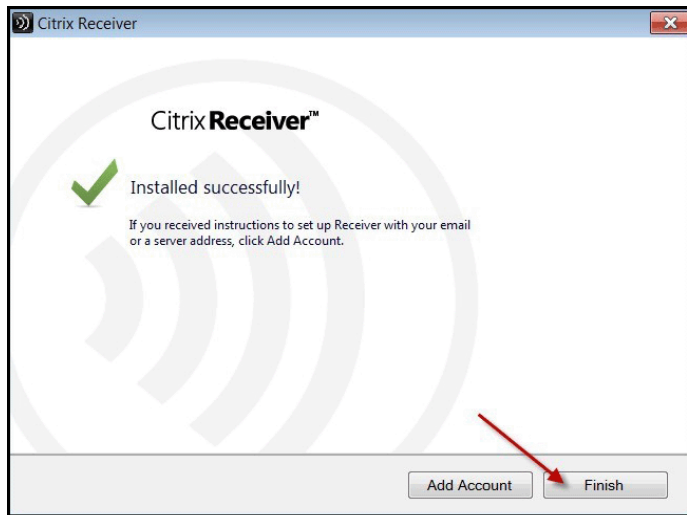 Citrix Receiver
Citrix Receiver™
Installed successfully!
If you received instructions to set up Receiver with your email
or a server address, click Add Account.
Add Account Finish